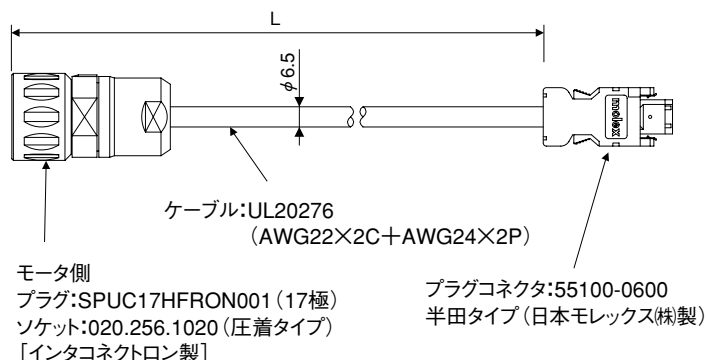 L
φ6.5
molex
ケーブル:UL20276
(AWG22×2C+AWG24×2P)
モータ側
プラグ:SPUC17HFRON001(17極)
ソケット:020.256.1020(圧着タイプ)
[インタコネクトロン製]
プラグコネクタ:55100-0600
半田タイプ(日本モレックス㈱製)